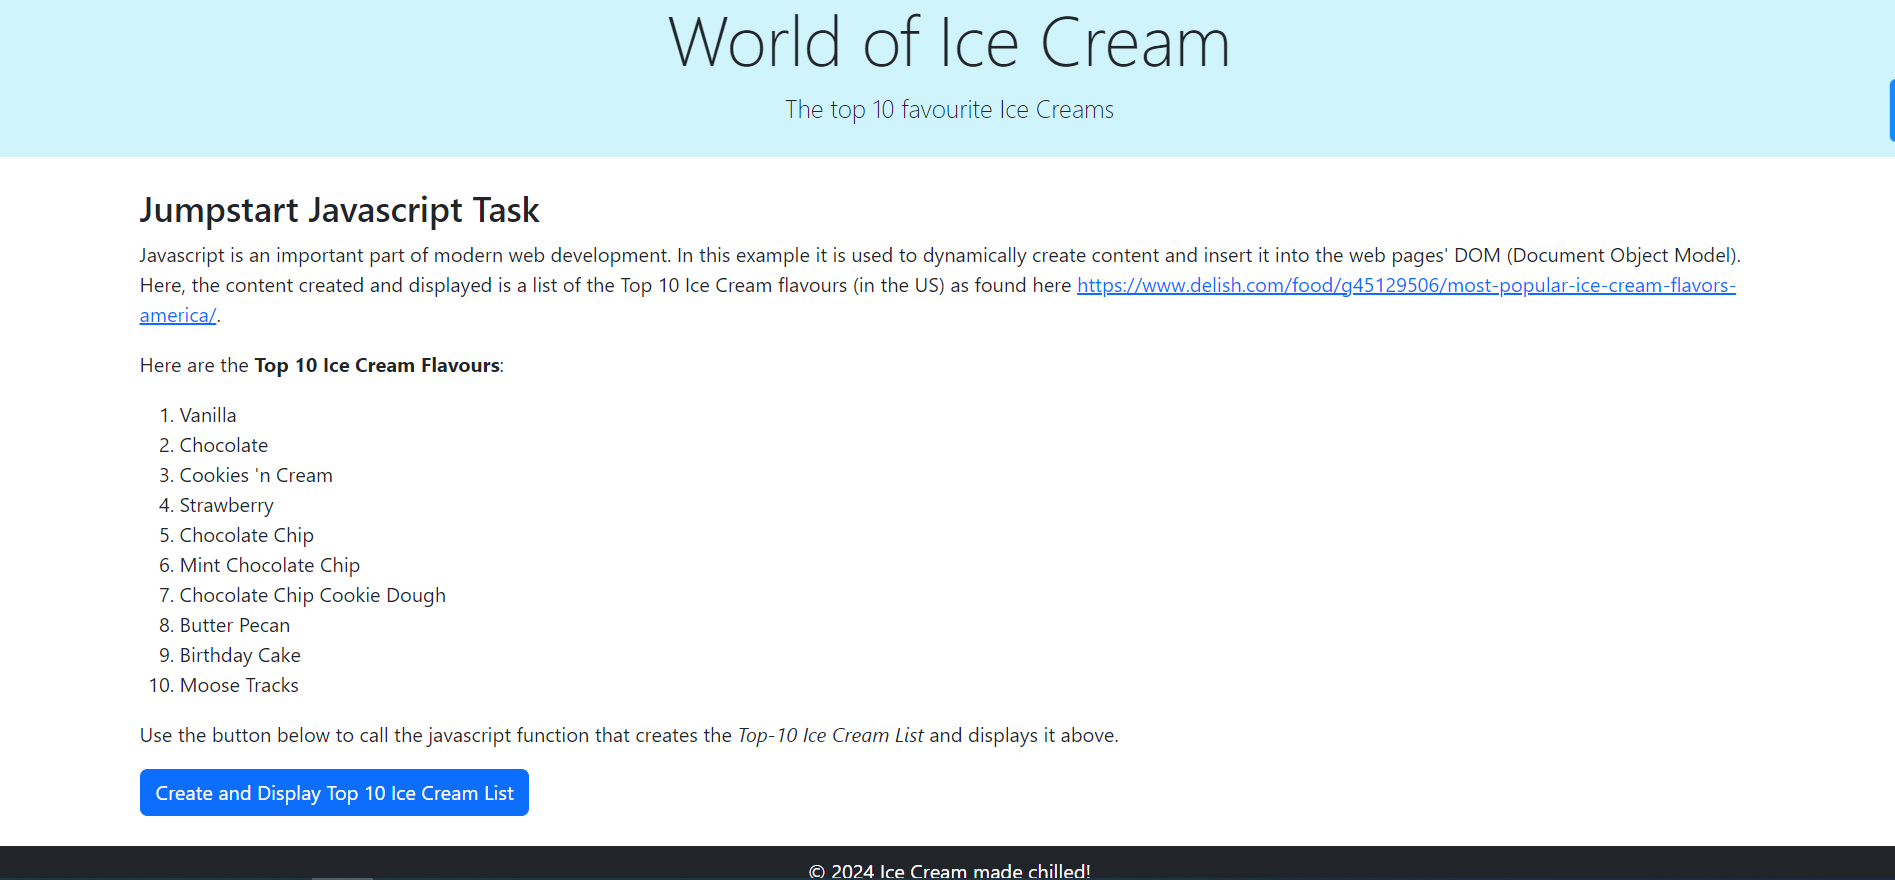 World of Ice Cream
The top 10 favourite Ice Creams
Jumpstart Javascript Task
Javascript is an important part of modern web development. In this example it is used to dynamically create content and insert it into the web pages' DOM (Document Object Model).
Here, the content created and displayed is a list of the Top 10 Ice Cream flavours (in the US) as found here https://www.delish.com/food/g45129506/most-popular-ice-cream-flavors-
america/.
Here are the Top 10 Ice Cream Flavours:
1. Vanilla
2. Chocolate
3. Cookies 'n Cream
4. Strawberry
5. Chocolate Chip
6. Mint Chocolate Chip
7. Chocolate Chip Cookie Dough
8. Butter Pecan
9. Birthday Cake
10. Moose Tracks
Use the button below to call the javascript function that creates the Top-10 Ice Cream List and displays it above.
Create and Display Top 10 Ice Cream List
© 2024 Ice Cream made chilled!